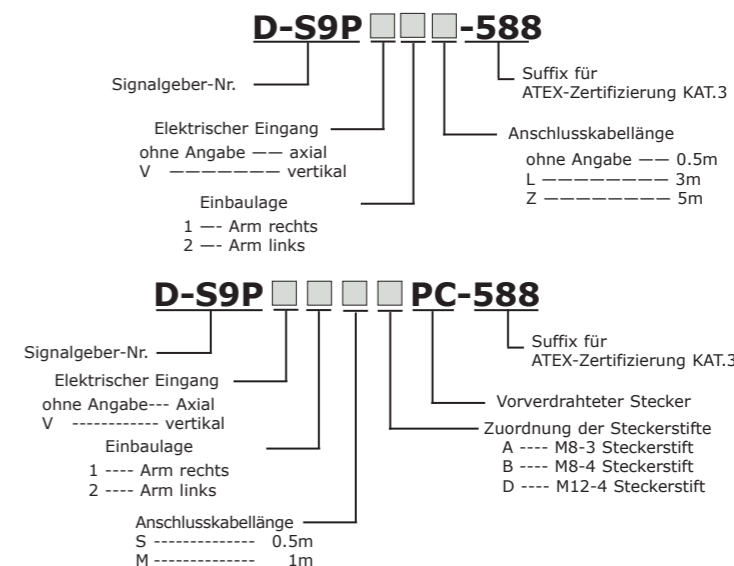 D-S9P □ □ □ -588
Signalgeber-Nr.
Suffix für
ATEX-Zertifizierung KAT.3
Elektrischer Eingang
ohne Angabe —— axial
V ——————— vertikal
Anschlusskabellänge
ohne Angabe —— 0.5m
L ———————— 3m
Z ———————— 5m
Einbaulage
1 —- Arm rechts
2 —- Arm links
D-S9P □ □ □ □ PC-588
Signalgeber-Nr.
Suffix für
ATEX-Zertifizierung KAT.3
Elektrischer Eingang
ohne Angabe--- Axial
V ------------ vertikal
Vorverdrahteter Stecker
Zuordnung der Steckerstifte
A ---- M8-3 Steckerstift
B ---- M8-4 Steckerstift
D ---- M12-4 Steckerstift
Einbaulage
1 ---- Arm rechts
2 ---- Arm links
Anschlusskabellänge
S -------------- 0.5m
M -------------- 1m